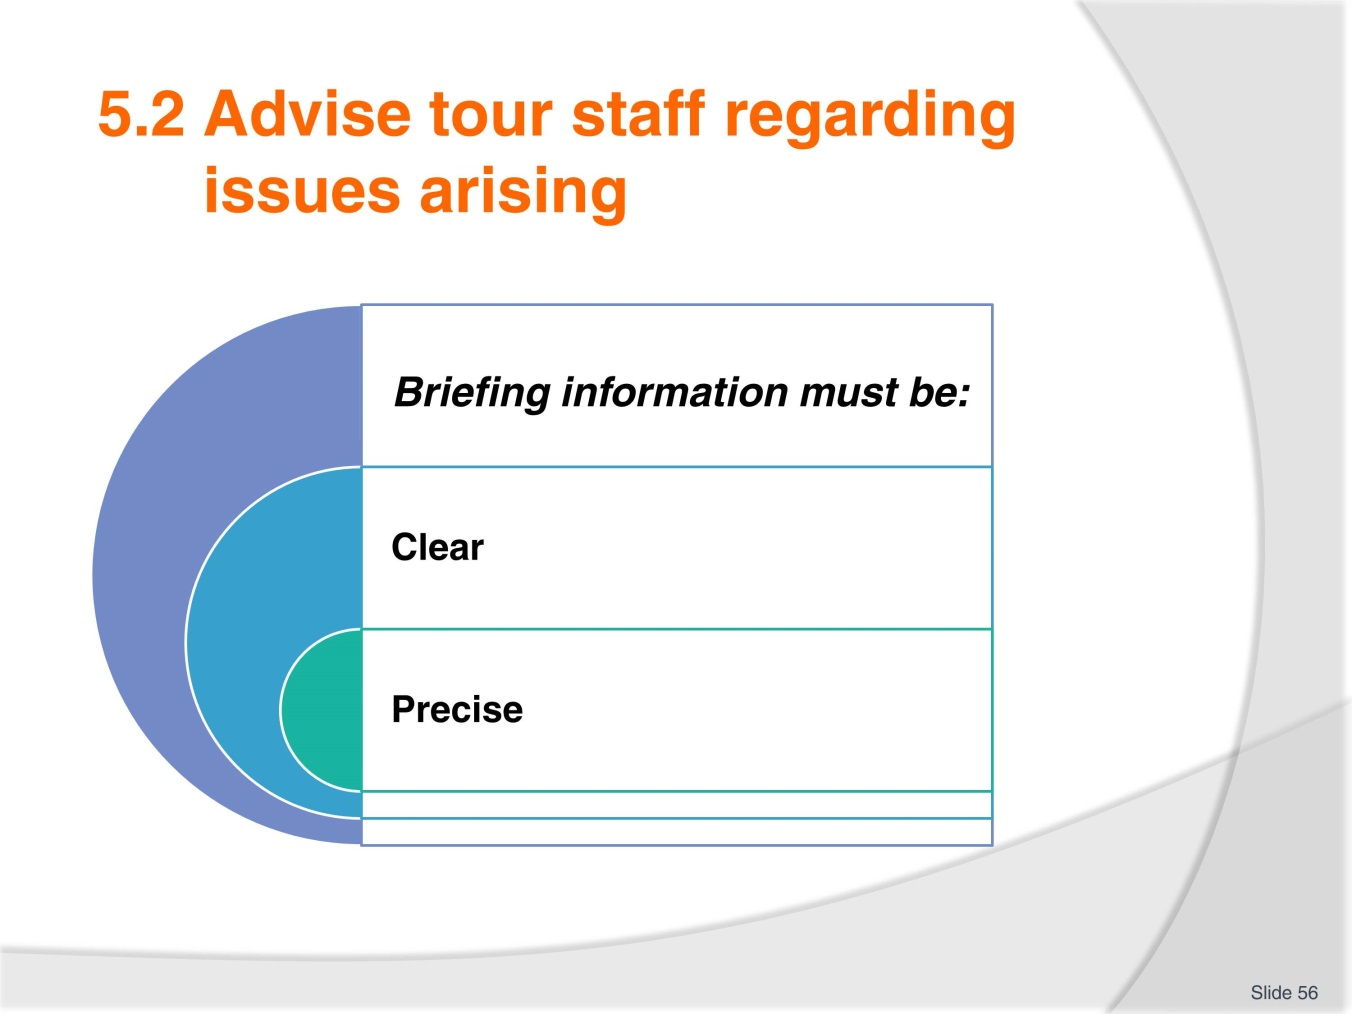 5.2 Advise tour staff regarding
issues arising
Briefing information must be:
Clear
Precise
Slide 56